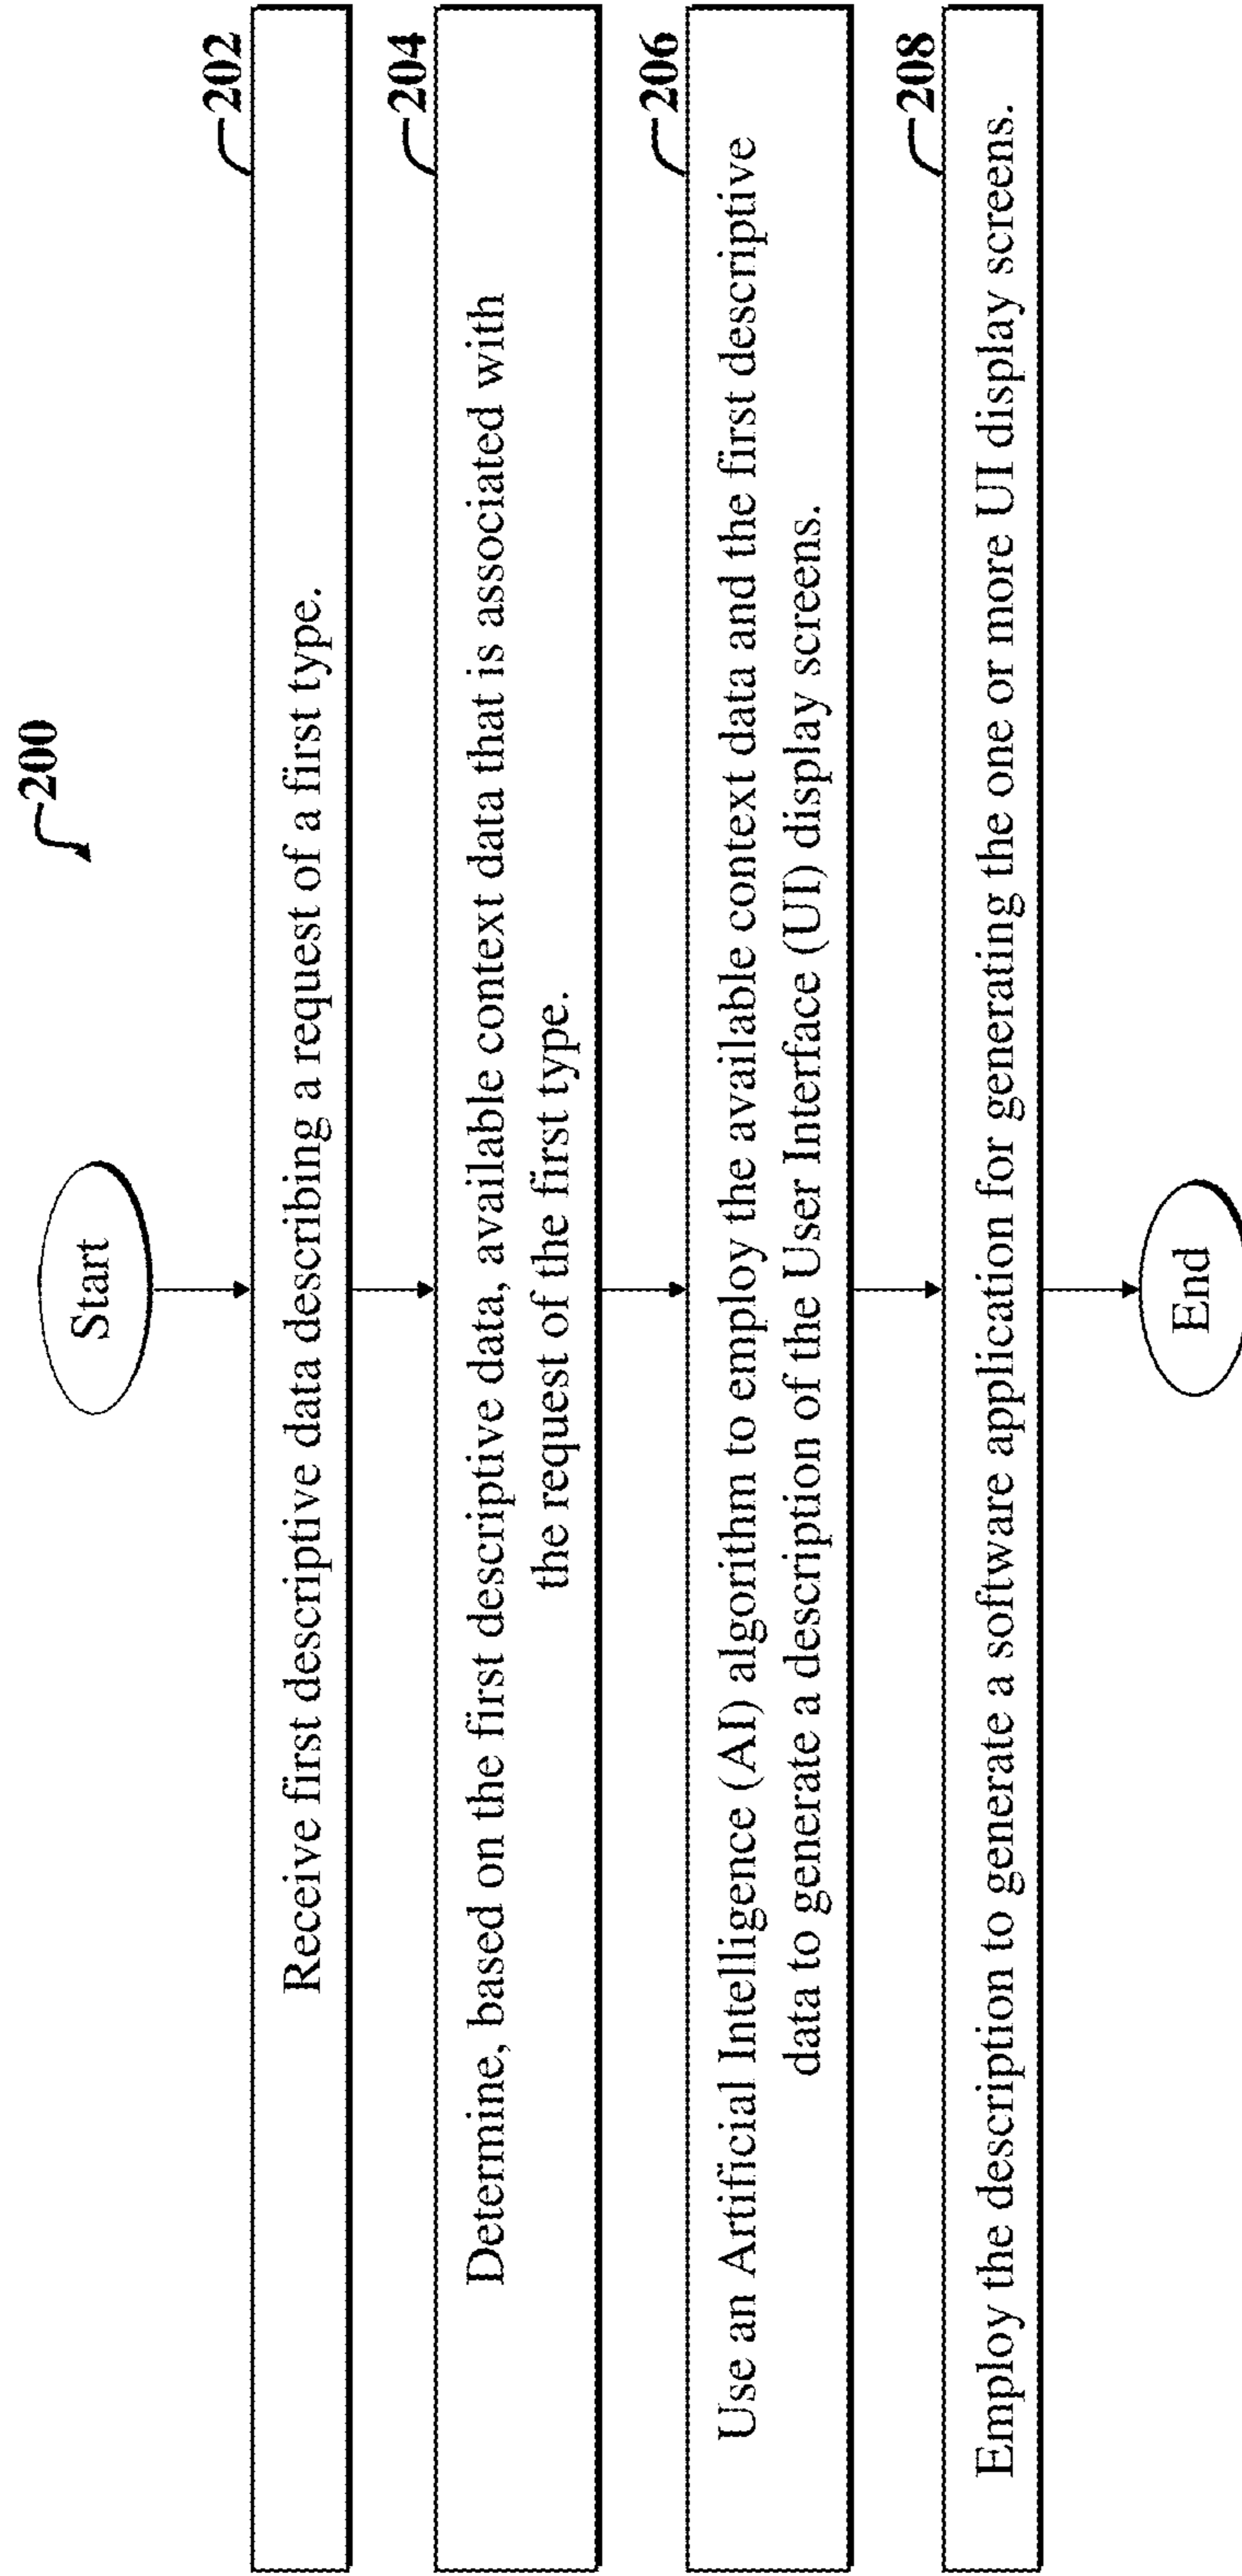 200
Start
202
Receive first descriptive data describing a request of a first type.
204
Determine, based on the first descriptive data, available context data that is associated with
the request of the first type.
206
Use an Artificial Intelligence (AI) algorithm to employ the available context data and the first descriptive
data to generate a description of the User Interface (UI) display screens.
208
Employ the description to generate a software application for generating the one or more UI display screens.
End